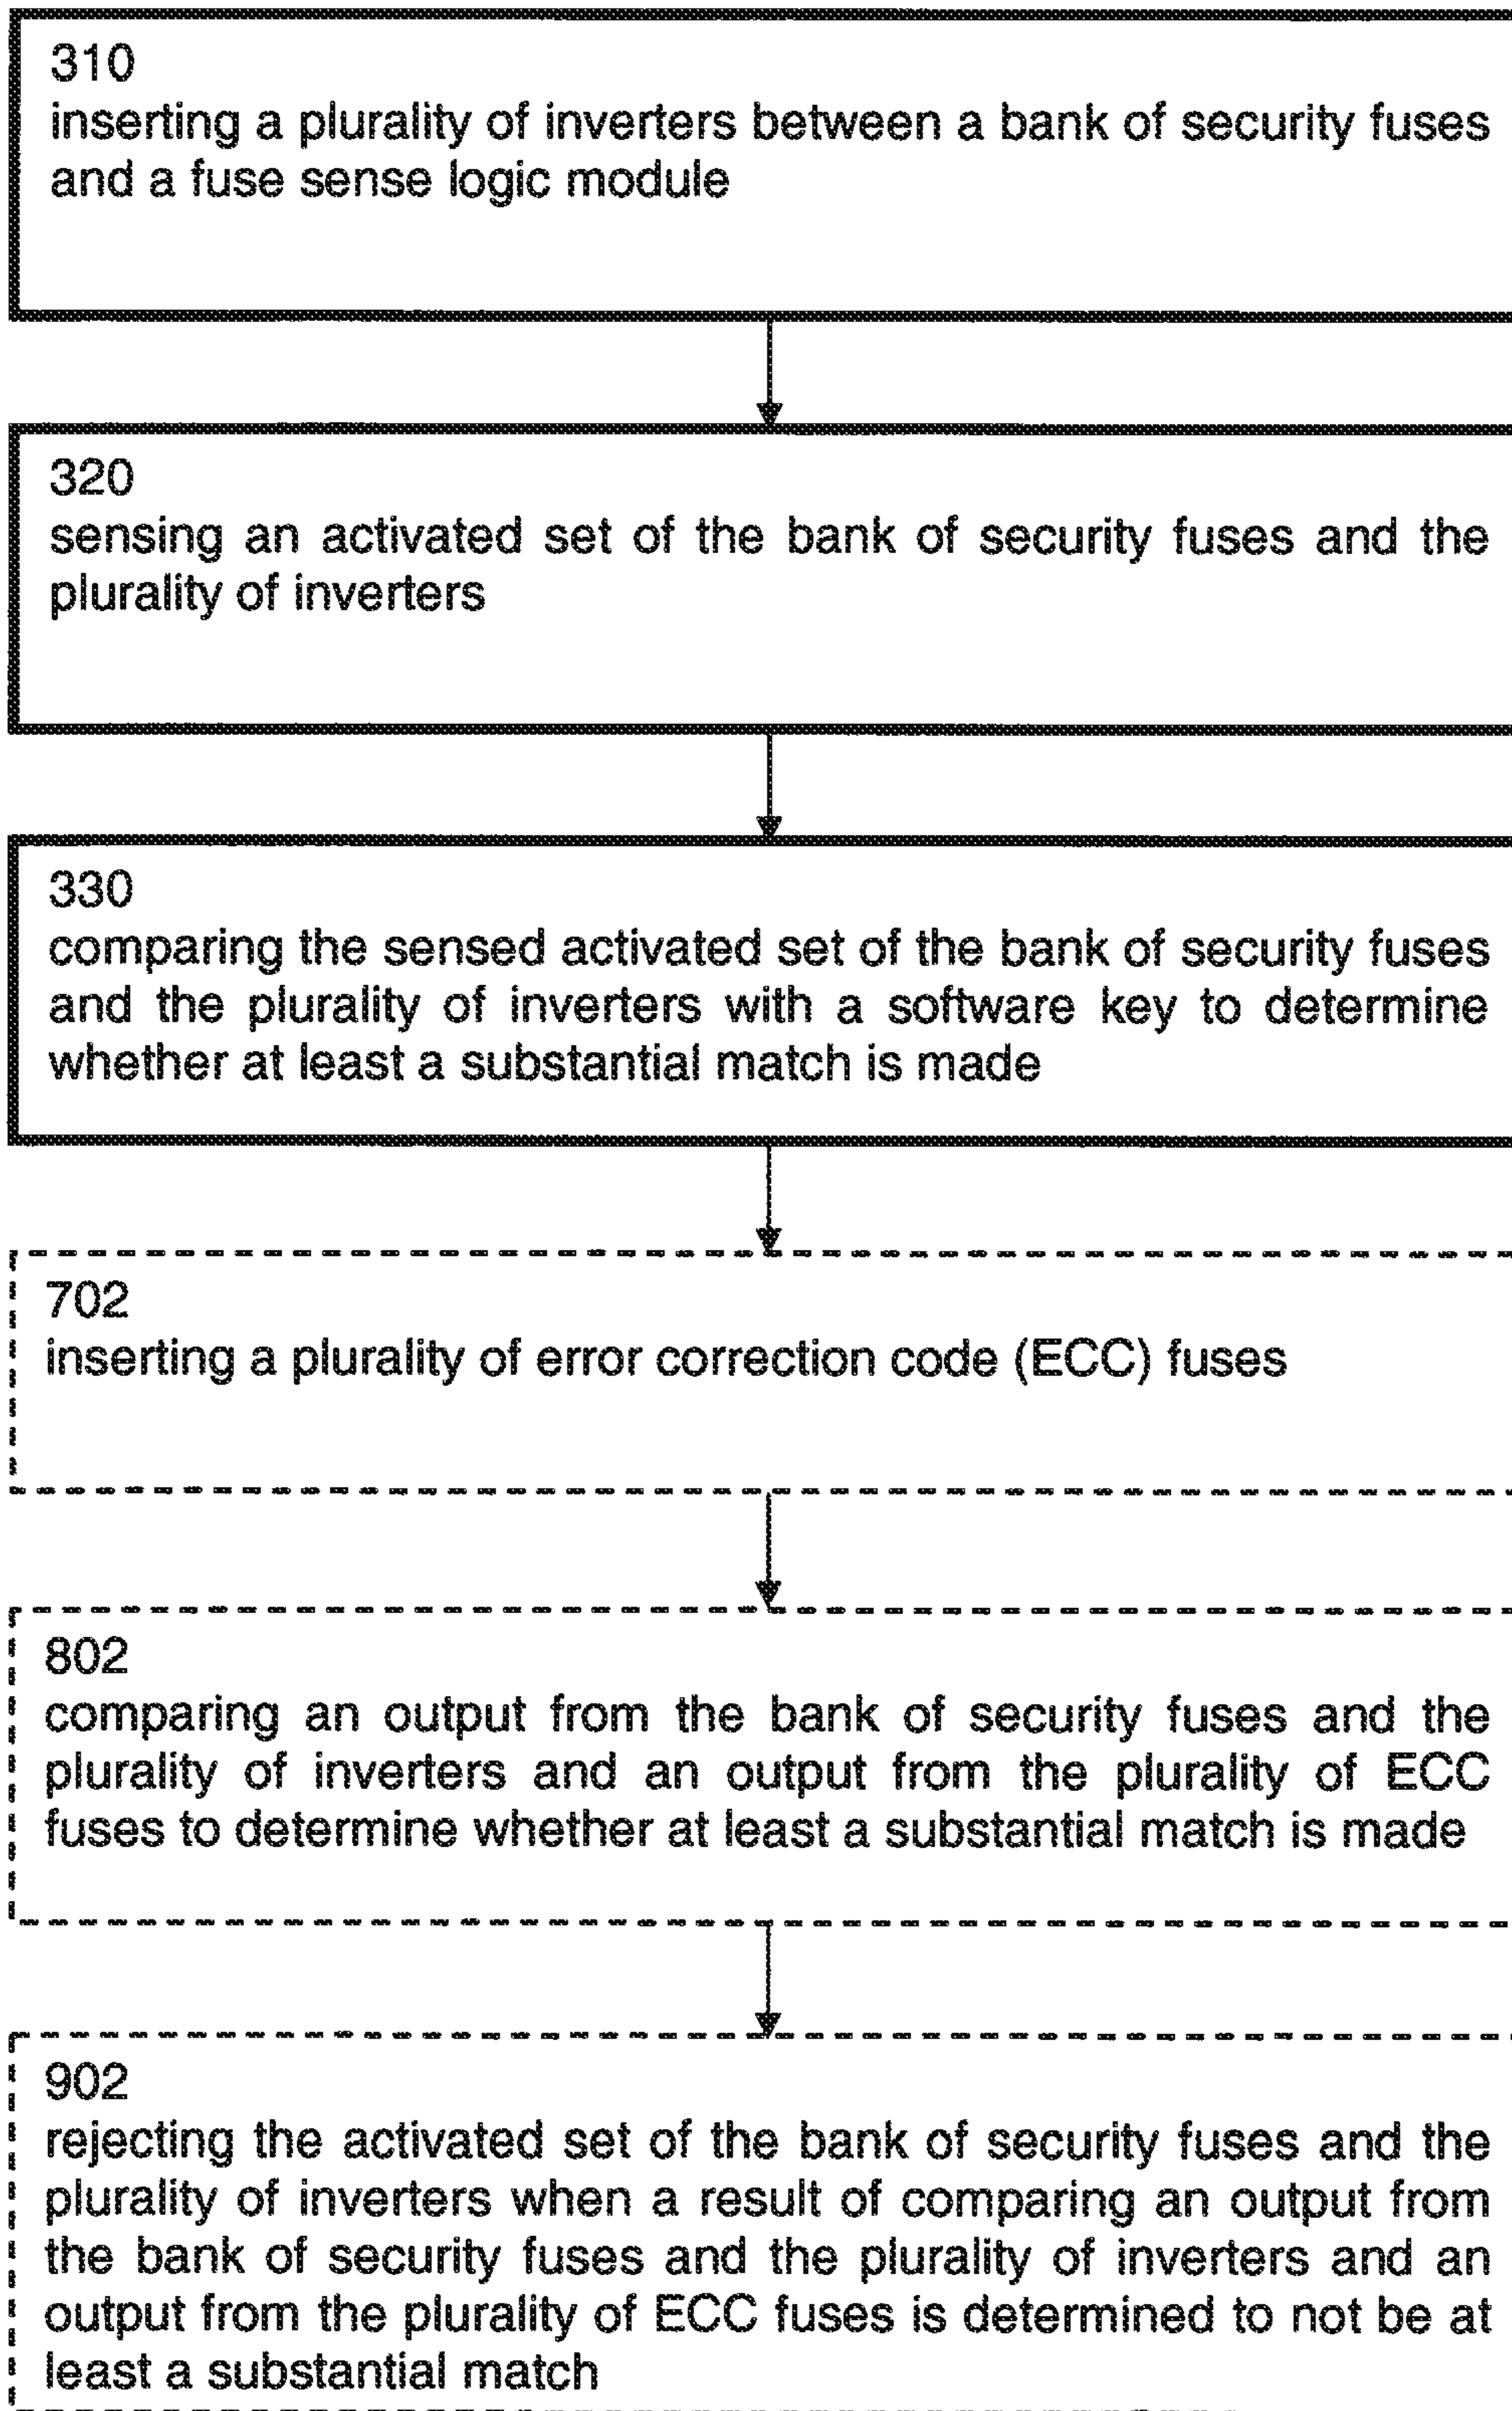 310
inserting a plurality of inverters between a bank of security fuses
and a fuse sense logic module
320
sensing an activated set of the bank of security fuses and the
plurality of inverters
330
comparing the sensed activated set of the bank of security fuses
and the plurality of inverters with a software key to determine
whether at least a substantial match is made
702
inserting a plurality of error correction code (ECC) fuses
802
comparing an output from the bank of security fuses and the
plurality of inverters and an output from the plurality of ECC
fuses to determine whether at least a substantial match is made
902
rejecting the activated set of the bank of security fuses and the
plurality of inverters when a result of comparing an output from
the bank of security fuses and the plurality of inverters and an
output from the plurality of ECC fuses is determined to not be at
least a substantial match